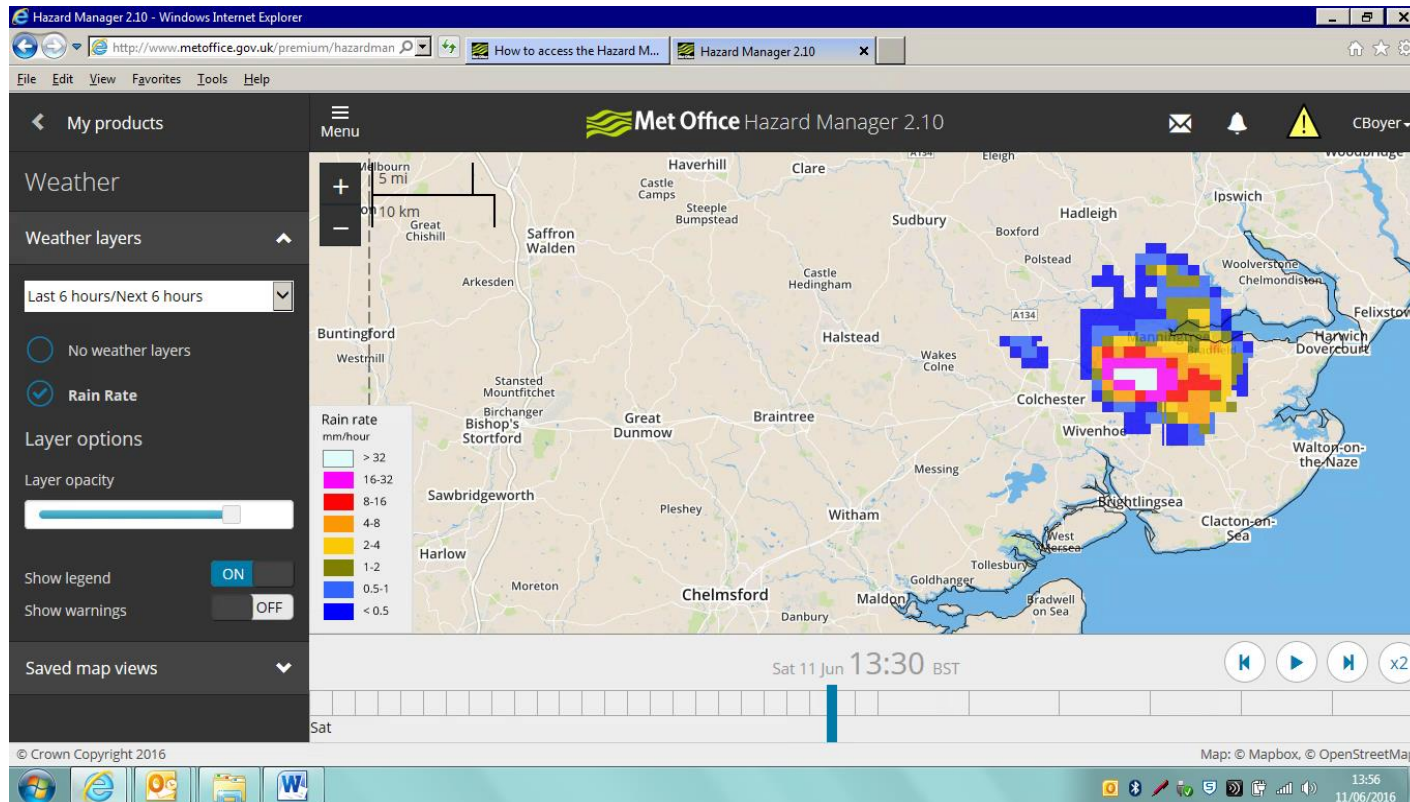 Hazard Manager 2.10 - Windows Internet Explorer
http://www.metoffice.gov.uk/premium/hazardman
How to access the Hazard M...
Hazard Manager 2.10
File Edit View Favorites Tools Help
My products
Menu
Met Office Hazard Manager 2.10
CBoyer
Weather
Weather layers
Last 6 hours/Next 6 hours
No weather layers
Rain Rate
Layer options
Layer opacity
Show legend
ON
Show warnings
OFF
Saved map views
5 mi
10 km
Haverhill
Clare
A134
Eleigh
Woodbridge
Castle
Camps
Steeple
Bumpstead
Great
Chishill
Saffron
Walden
Sudbury
Hadleigh
Boxford
Ipswich
Polstead
Woolverstone
Chelmondiston
Arkesden
Castle
Hedingham
A134
Felixstow
Buntingford
Westmill
Halstead
Wakes
Colne
Manningtree
Bradfield
Harwich
Dovercourt
Stansted
Mountfitchet
Birchanger
Bishop's
Stortford
Great
Dunmow
Braintree
Colchester
Wivenhoe
Walton-on-
the-Naze
Messing
Sawbridgeworth
Pleshey
Witham
Brightlingsea
Clacton-on-
Sea
West
Mersea
Harlow
Tollesbury
Moreton
Chelmsford
Goldhanger
Maldon
Bradwell
on Sea
Danbury
Rain rate
mm/hour
> 32
16-32
8-16
4-8
2-4
1-2
0.5-1
< 0.5
Sat 11 Jun 13:30 BST
x2
Sat
© Crown Copyright 2016
Map: © Mapbox, © OpenStreetMap
13:56
11/06/2016